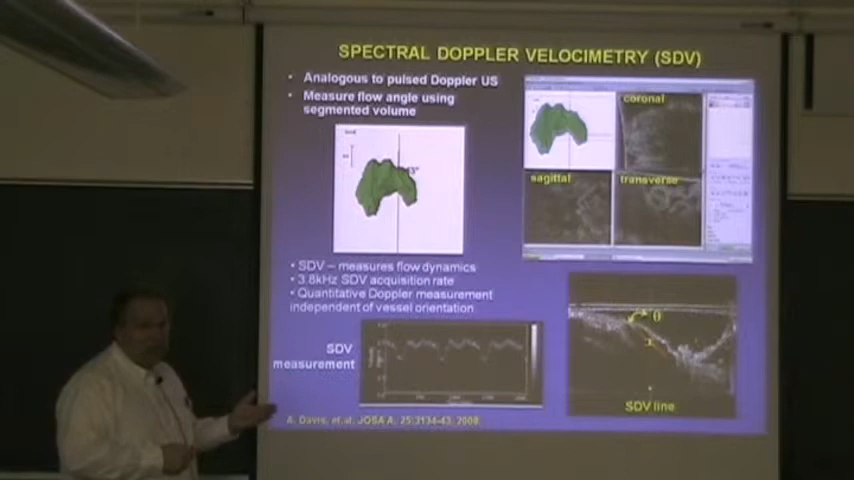 SPECTRAL DOPPLER VELOCIMETRY (SDV)
• Analogous to pulsed Doppler US
• Measure flow angle using
segmented volume
coronal
sagittal
transverse
• SDV – measures flow dynamics
• 3.8kHz SDV acquisition rate
• Quantitative Doppler measurement
independent of vessel orientation
θ
SDV
measurement
SDV line
A. Davis, et.al. JOSA A, 25:3134-43, 2008